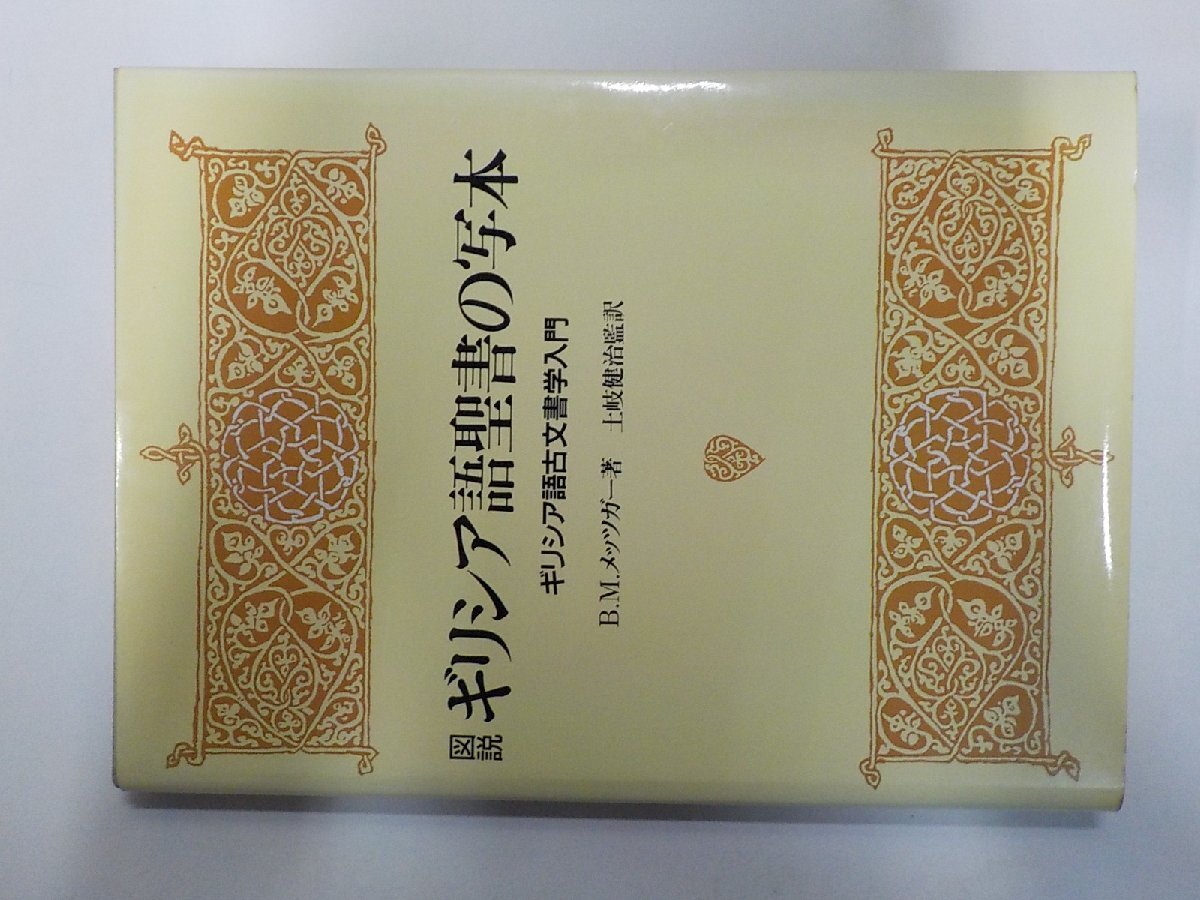 図説 ギリシア語聖書の写本
ギリシア語古文書学入門
B.M.メッツガー著 土岐健治監訳